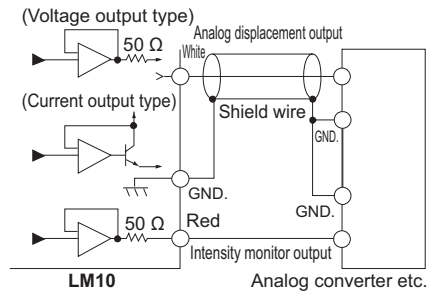 (Voltage output type)
Analog displacement output
50 Ω
White
(Current output type)
Shield wire
GND.
GND.
GND.
50 Ω
Red
Intensity monitor output
LM10
Analog converter etc.